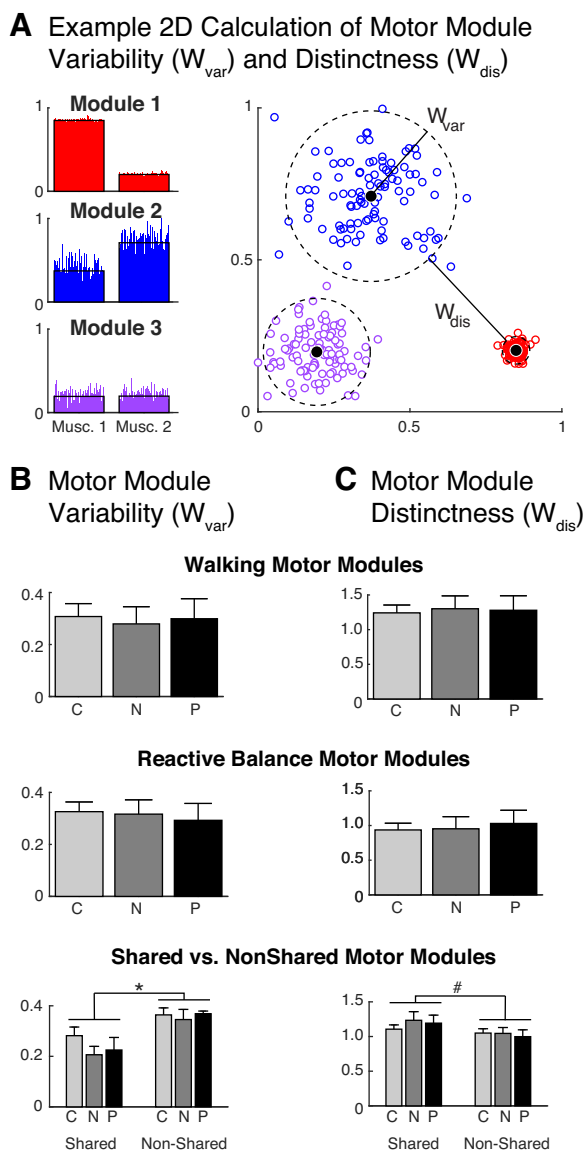 A Example 2D Calculation of Motor Module
Variability (Wvar) and Distinctness (Wdis)
Module 1
1
0
Module 2
1
0
Module 3
1
0
Musc. 1 Musc. 2
1
0.5
0
0 0.5 1
Wvar
Wdis
B Motor Module
Variability (Wvar)
C Motor Module
Distinctness (Wdis)
Walking Motor Modules
0.4
0.2
0
C N P
1.5
1.0
0.5
0
C N P
Reactive Balance Motor Modules
0.4
0.2
0
C N P
1.5
1.0
0.5
0
C N P
Shared vs. NonShared Motor Modules
0.4
0.2
0
*
C N P C N P
Shared Non-Shared
1.5
1.0
0.5
0
#
C N P C N P
Shared Non-Shared